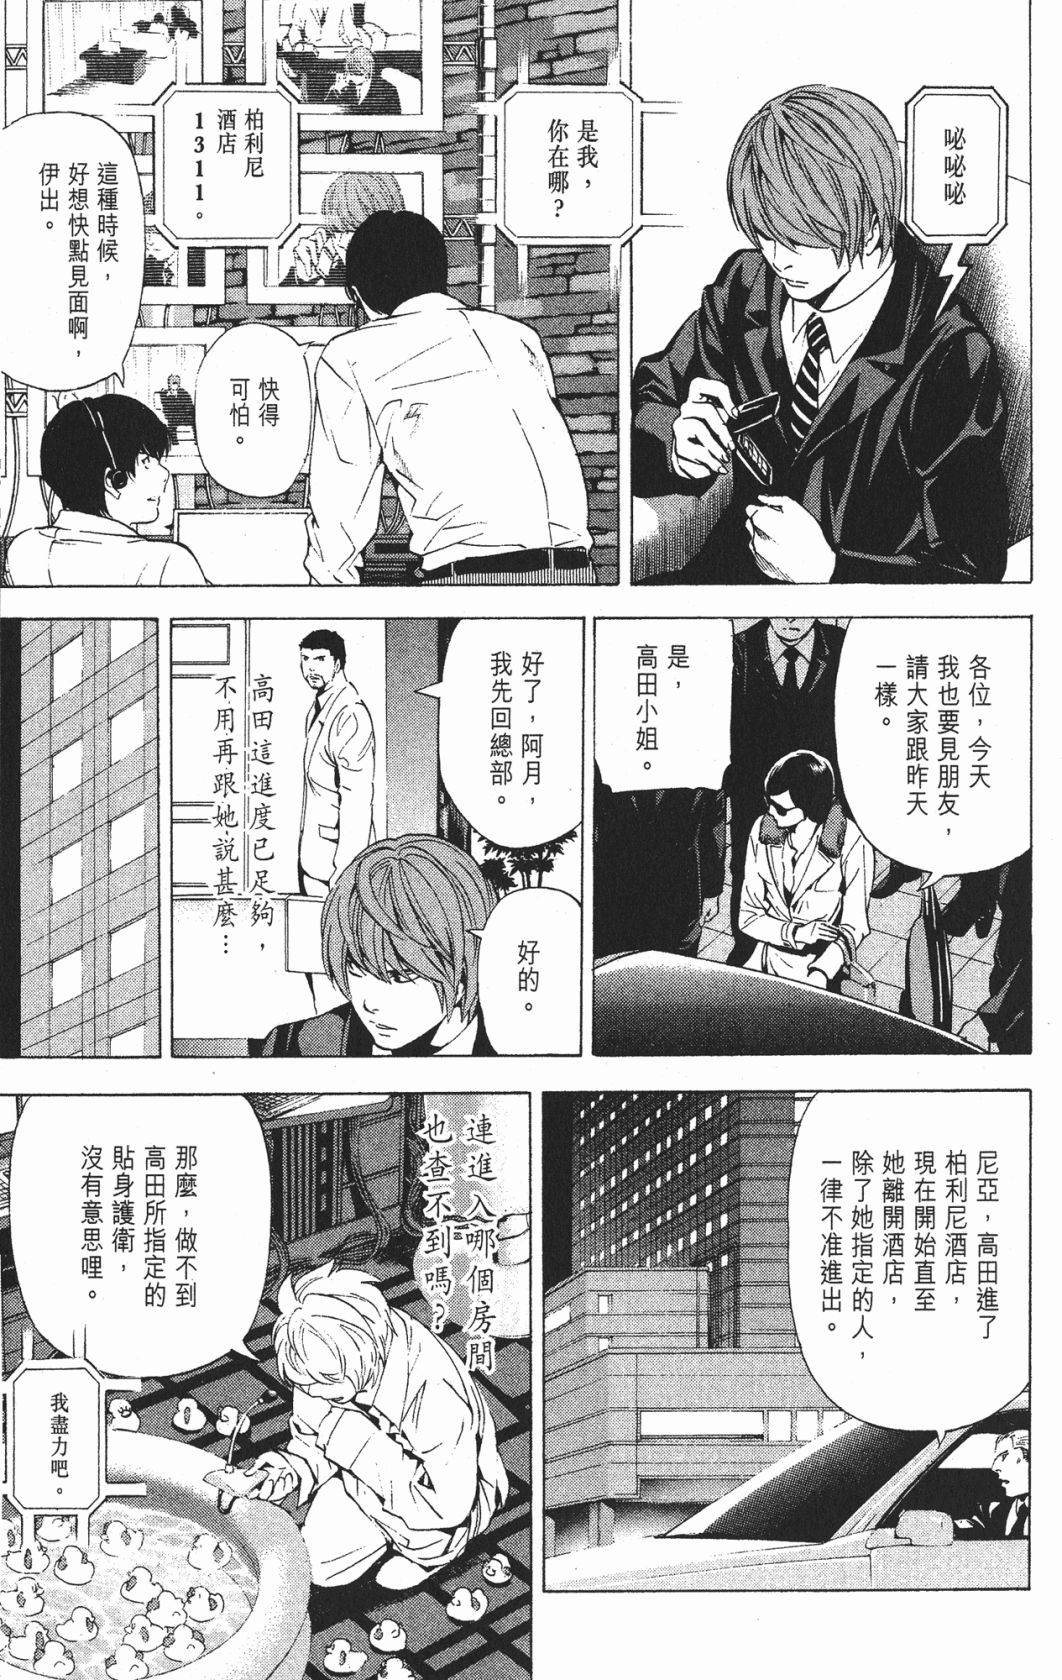 咇咇咇
是我，
你在哪？
柏利尼
酒店
1311。
快得
可怕。
這種時候，
好想快點見面啊，
伊出。
各位，今天
我也要見朋友，
請大家跟昨天
一樣。
是，
高田小姐。
好了，阿月，
我先回總部。
好的。
高田這進度已足夠，
不用再跟她說甚麼…
尼亞，高田進了
柏利尼酒店，
現在開始直至
她離開酒店，
除了她指定的人，
一律不准進出。
連進入哪個房間
也查不到嗎？
那麼，做不到
高田所指定的
貼身護衛，
沒有意思哩。
我盡力吧。